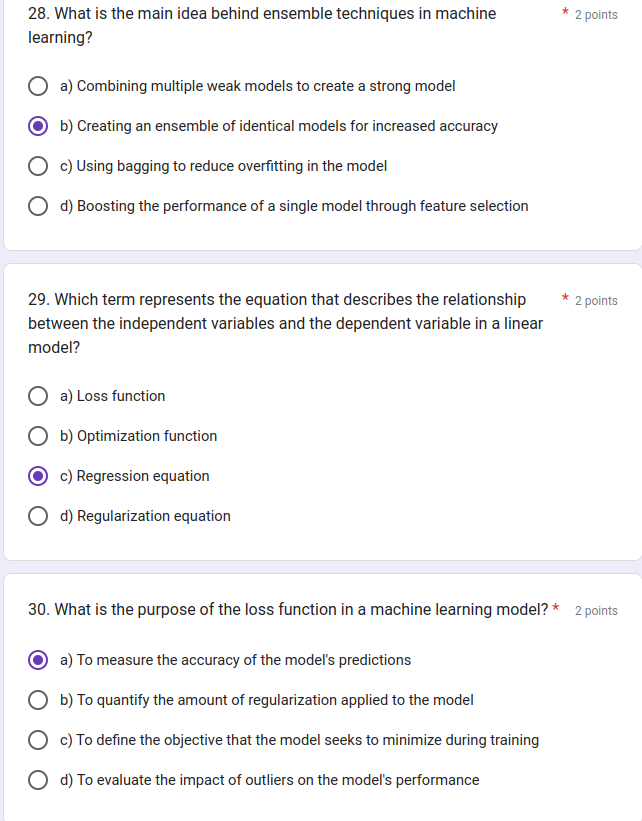 28. What is the main idea behind ensemble techniques in machine * 2 points
learning?
a) Combining multiple weak models to create a strong model
b) Creating an ensemble of identical models for increased accuracy
c) Using bagging to reduce overfitting in the model
d) Boosting the performance of a single model through feature selection
29. Which term represents the equation that describes the relationship * 2 points
between the independent variables and the dependent variable in a linear
model?
a) Loss function
b) Optimization function
c) Regression equation
d) Regularization equation
30. What is the purpose of the loss function in a machine learning model? * 2 points
a) To measure the accuracy of the model's predictions
b) To quantify the amount of regularization applied to the model
c) To define the objective that the model seeks to minimize during training
d) To evaluate the impact of outliers on the model's performance